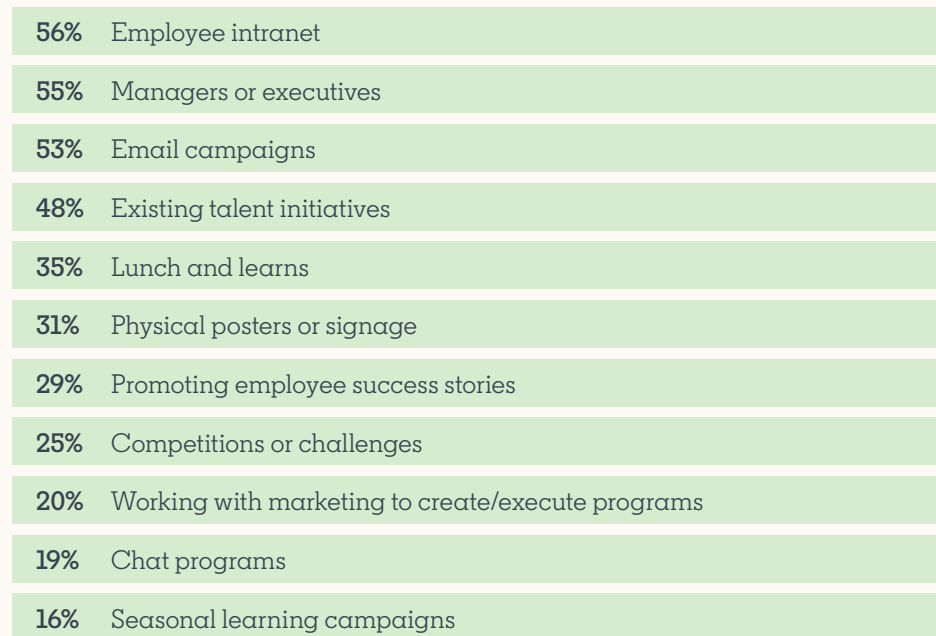 56% Employee intranet
55% Managers or executives
53% Email campaigns
48% Existing talent initiatives
35% Lunch and learns
31% Physical posters or signage
29% Promoting employee success stories
25% Competitions or challenges
20% Working with marketing to create/execute programs
19% Chat programs
16% Seasonal learning campaigns